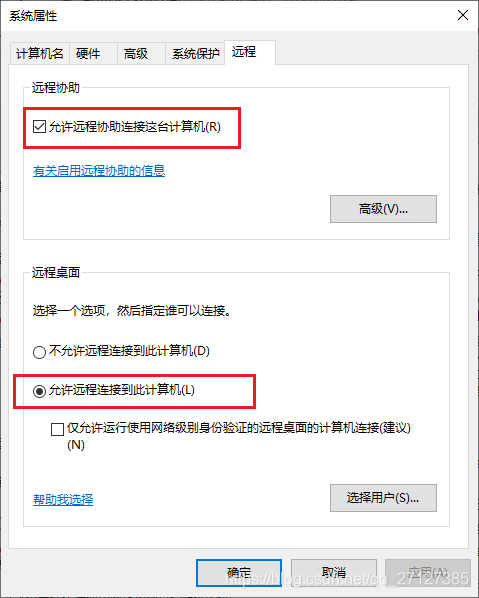 系统属性
计算机名 硬件 高级 系统保护 远程
远程协助
允许远程协助连接这台计算机(R)
有关启用远程协助的信息
高级(V)...
远程桌面
选择一个选项，然后指定谁可以连接。
不允许远程连接到此计算机(D)
允许远程连接到此计算机(L)
仅允许运行使用网络级别身份验证的远程桌面的计算机连接(建议)
(N)
帮助我选择
选择用户(S)...
确定 取消 应用(A)
https://blog.csdn.net/qq_27127385